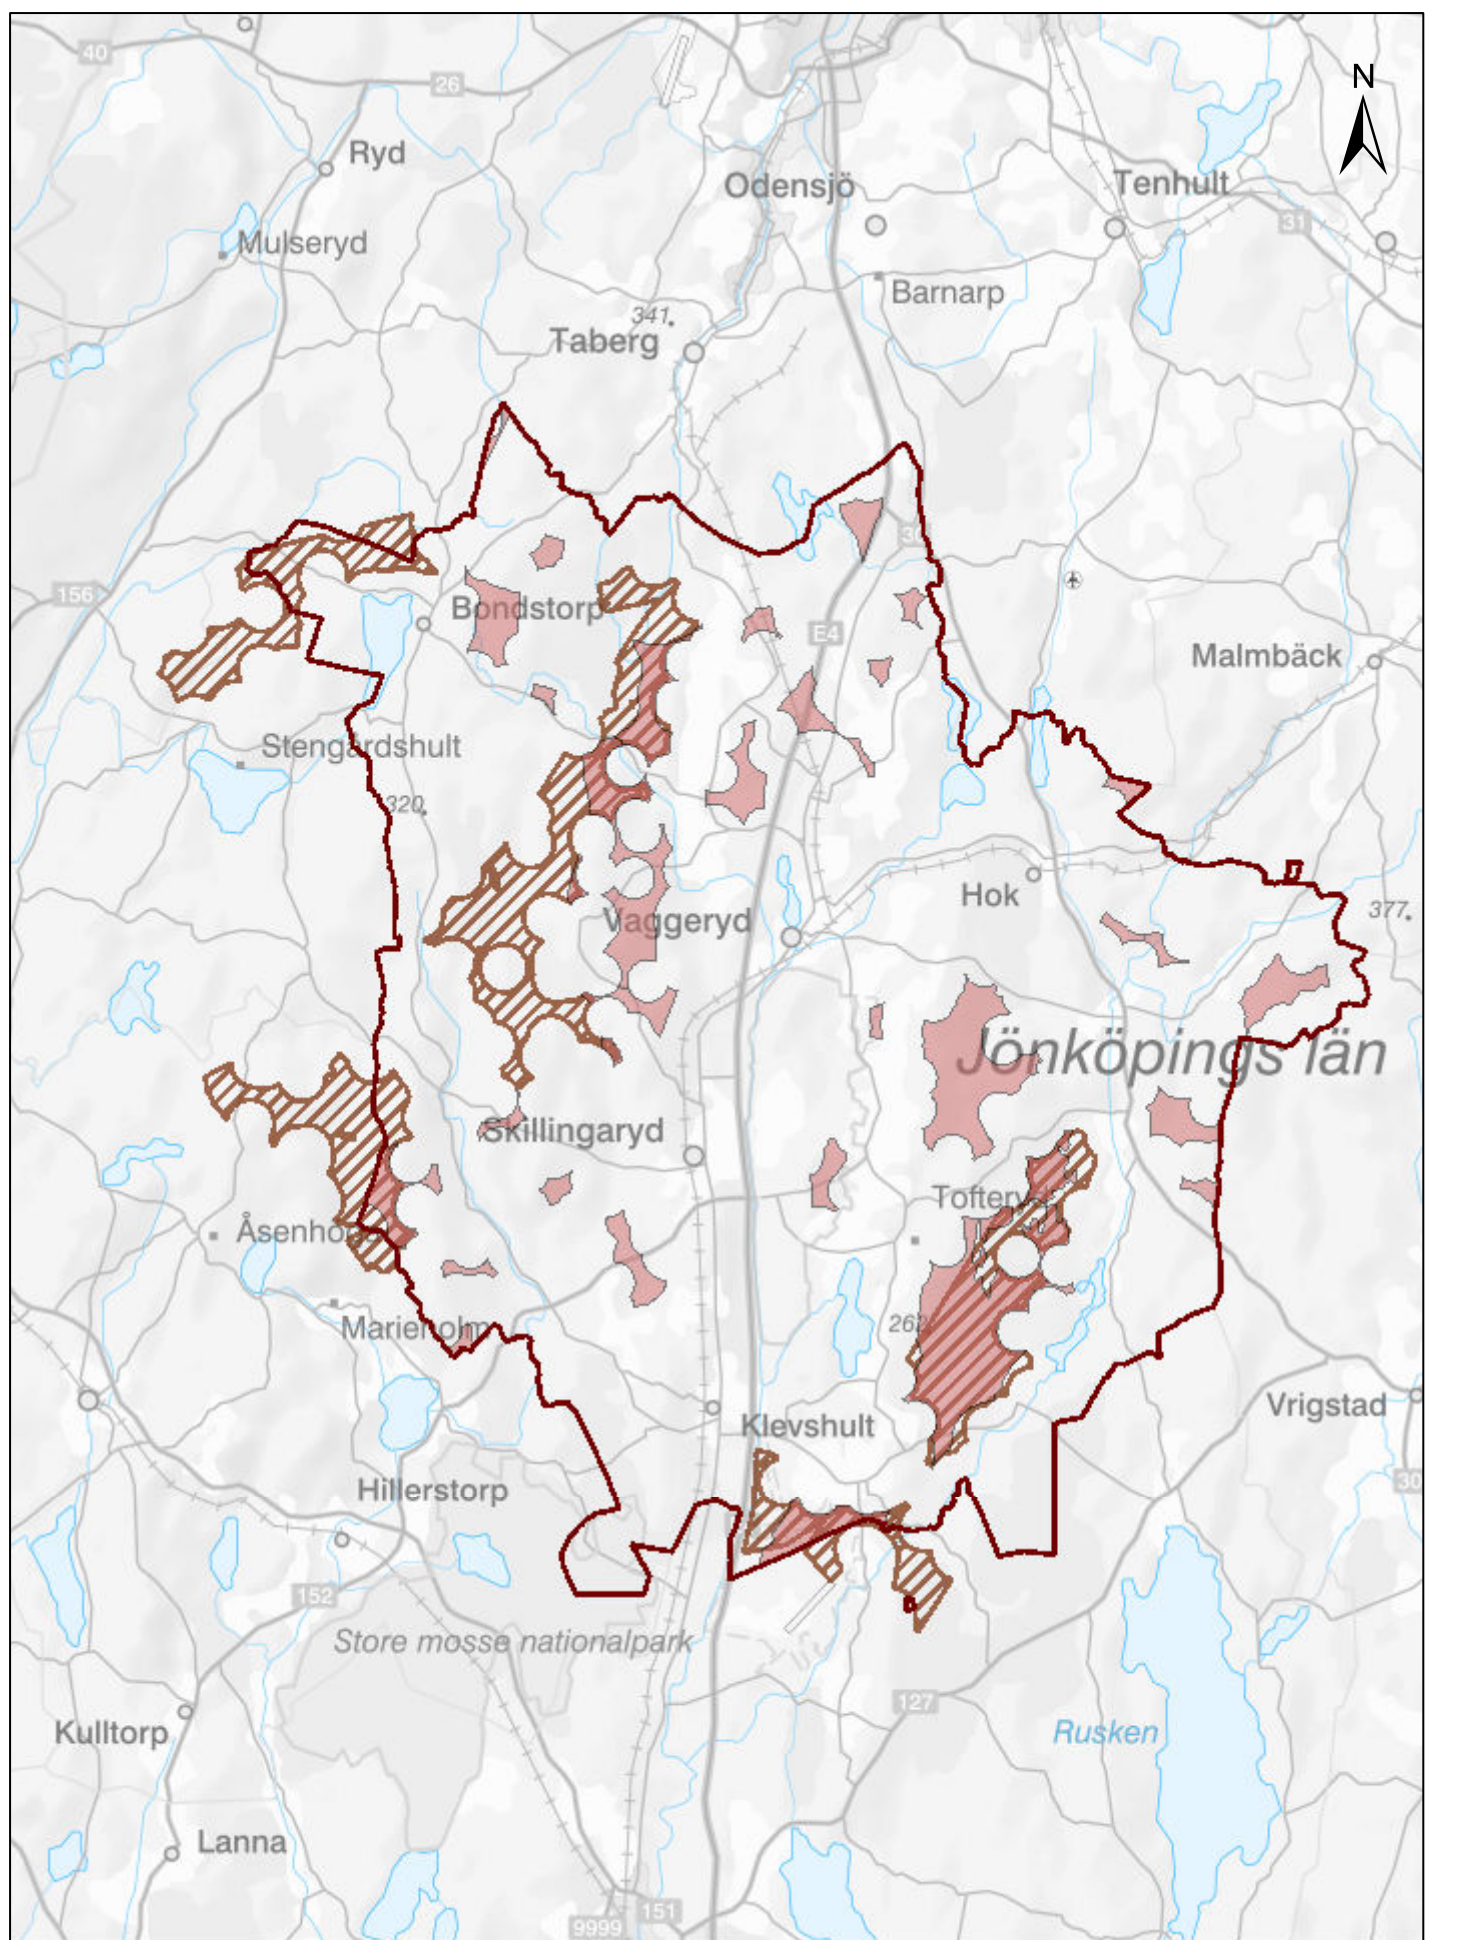 40
26
N
Ryd
Odensjö
Tenhult
31
Mulseryd
Barnarp
341.
Taberg
156
Bondstorp
E4
Malmbäck
Stengårdshult
320.
Hok
377.
Vaggeryd
Jönköpings län
Skillingaryd
Tofteryd
Åsenhöga
Marieholm
262
Vrigstad
Klevshult
30
Hillerstorp
152
Store mosse nationalpark
127
Kulltorp
Rusken
Lanna
151
9999